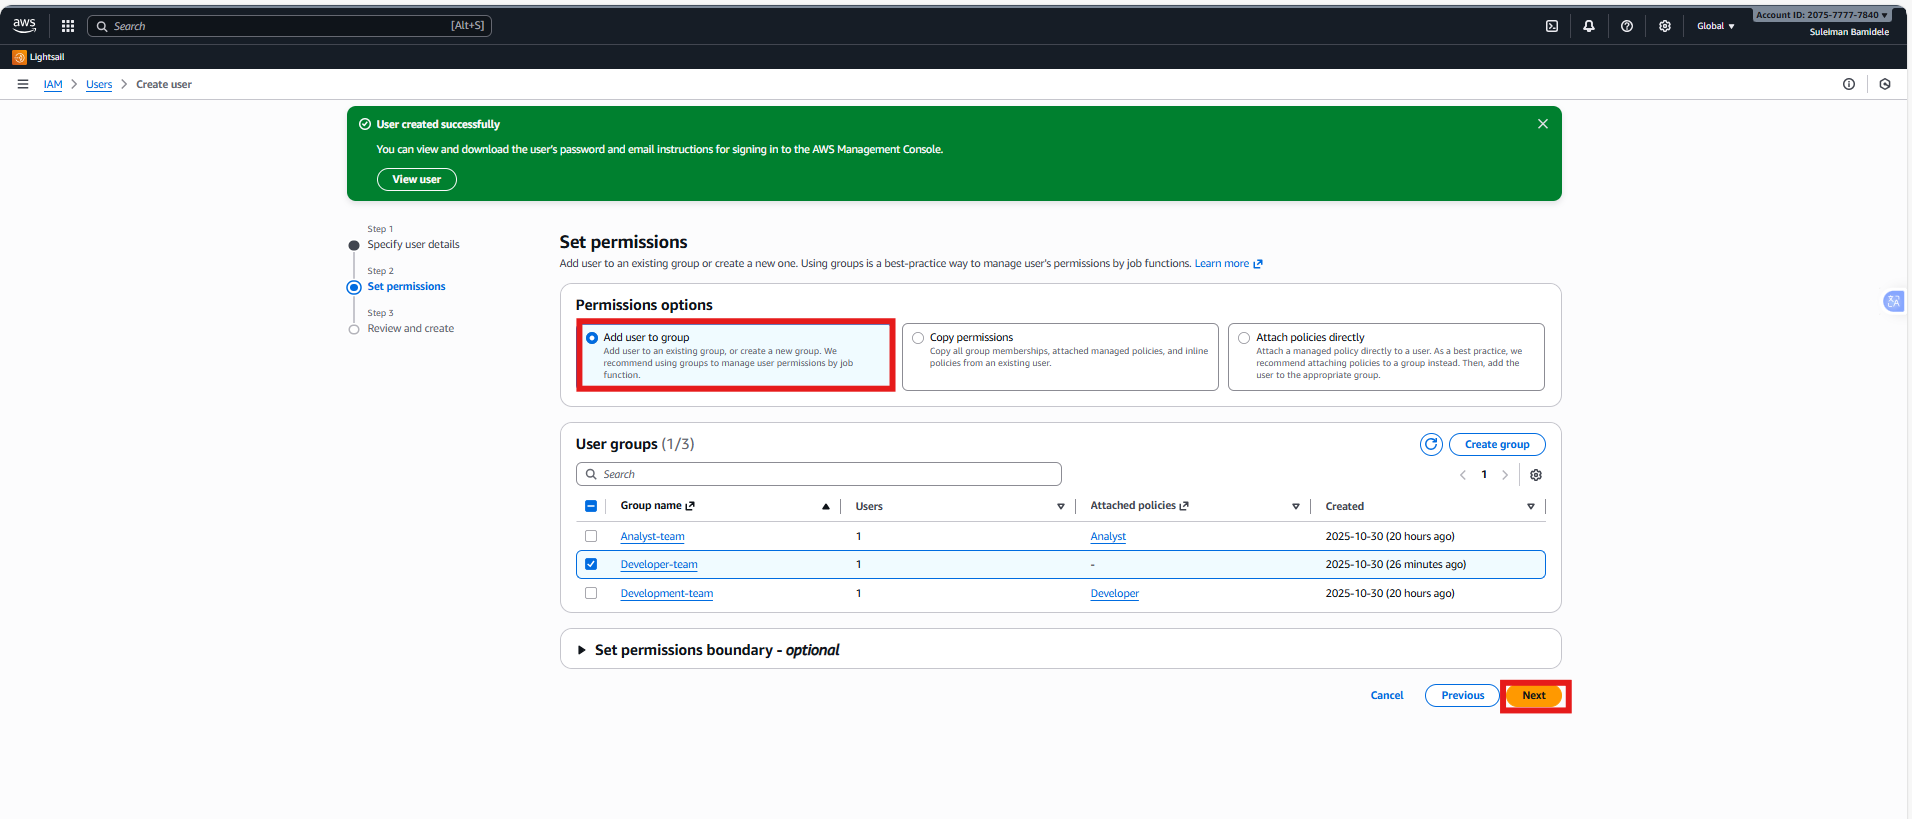 aws
Search
[Alt+S]
Global
Account ID: 2075-7777-7840
Suleiman Bamidele
Lightsail
IAM
Users
Create user
User created successfully
You can view and download the user's password and email instructions for signing in to the AWS Management Console.
View user
Step 1
Specify user details
Step 2
Set permissions
Step 3
Review and create
Set permissions
Add user to an existing group or create a new one. Using groups is a best-practice way to manage user's permissions by job functions. Learn more
Permissions options
Add user to group
Add user to an existing group, or create a new group. We
recommend using groups to manage user permissions by job
function.
Copy permissions
Copy all group memberships, attached managed policies, and inline
policies from an existing user.
Attach policies directly
Attach a managed policy directly to a user. As a best practice, we
recommend attaching policies to a group instead. Then, add the
user to the appropriate group.
User groups (1/3)
Create group
Search
1
Group name Users Attached policies Created
Analyst-team 1 Analyst 2025-10-30 (20 hours ago)
Developer-team 1 - 2025-10-30 (26 minutes ago)
Development-team 1 Developer 2025-10-30 (20 hours ago)
Set permissions boundary - optional
Cancel
Previous
Next